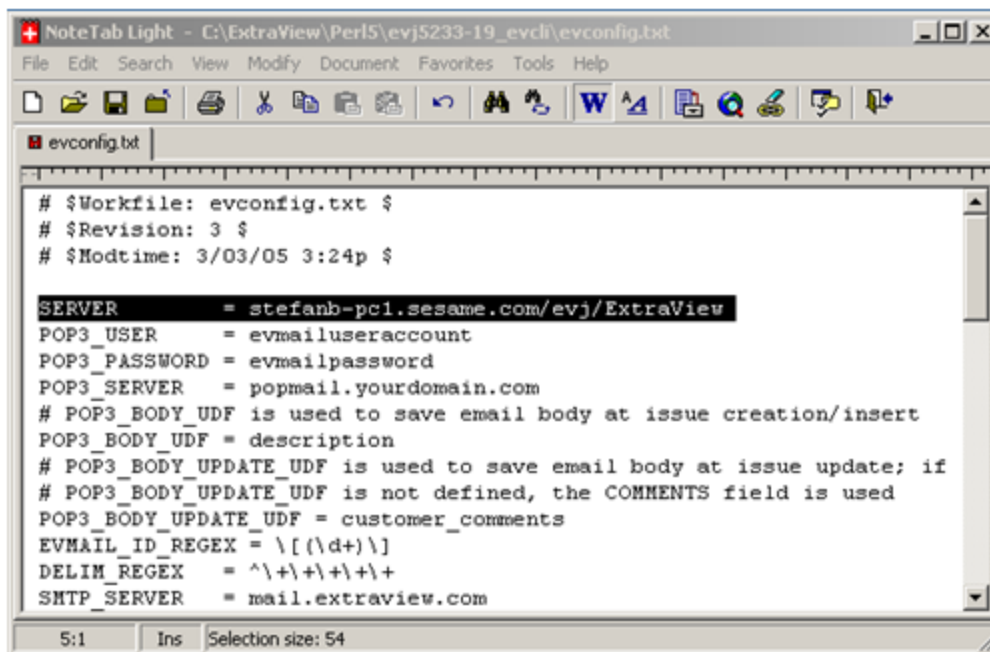 NoteTab Light - C:\ExtraView\Perl5\evj5233-19_evcli\evconfig.txt
File Edit Search View Modify Document Favorites Tools Help
evconfig.txt
# $Workfile: evconfig.txt $
# $Revision: 3 $
# $Modtime: 3/03/05 3:24p $
SERVER = stefanb-pc1.sesame.com/evj/ExtraView
POP3_USER = evmailuseraccount
POP3_PASSWORD = evmailpassword
POP3_SERVER = popmail.yourdomain.com
# POP3_BODY_UDF is used to save email body at issue creation/insert
POP3_BODY_UDF = description
# POP3_BODY_UPDATE_UDF is used to save email body at issue update; if
# POP3_BODY_UPDATE_UDF is not defined, the COMMENTS field is used
POP3_BODY_UPDATE_UDF = customer_comments
EVMAIL_ID_REGEX = \[(\d+)\]
DELIM_REGEX = ^\+\+\+\+\+
SMTP_SERVER = mail.extraview.com
5:1 Ins Selection size: 54